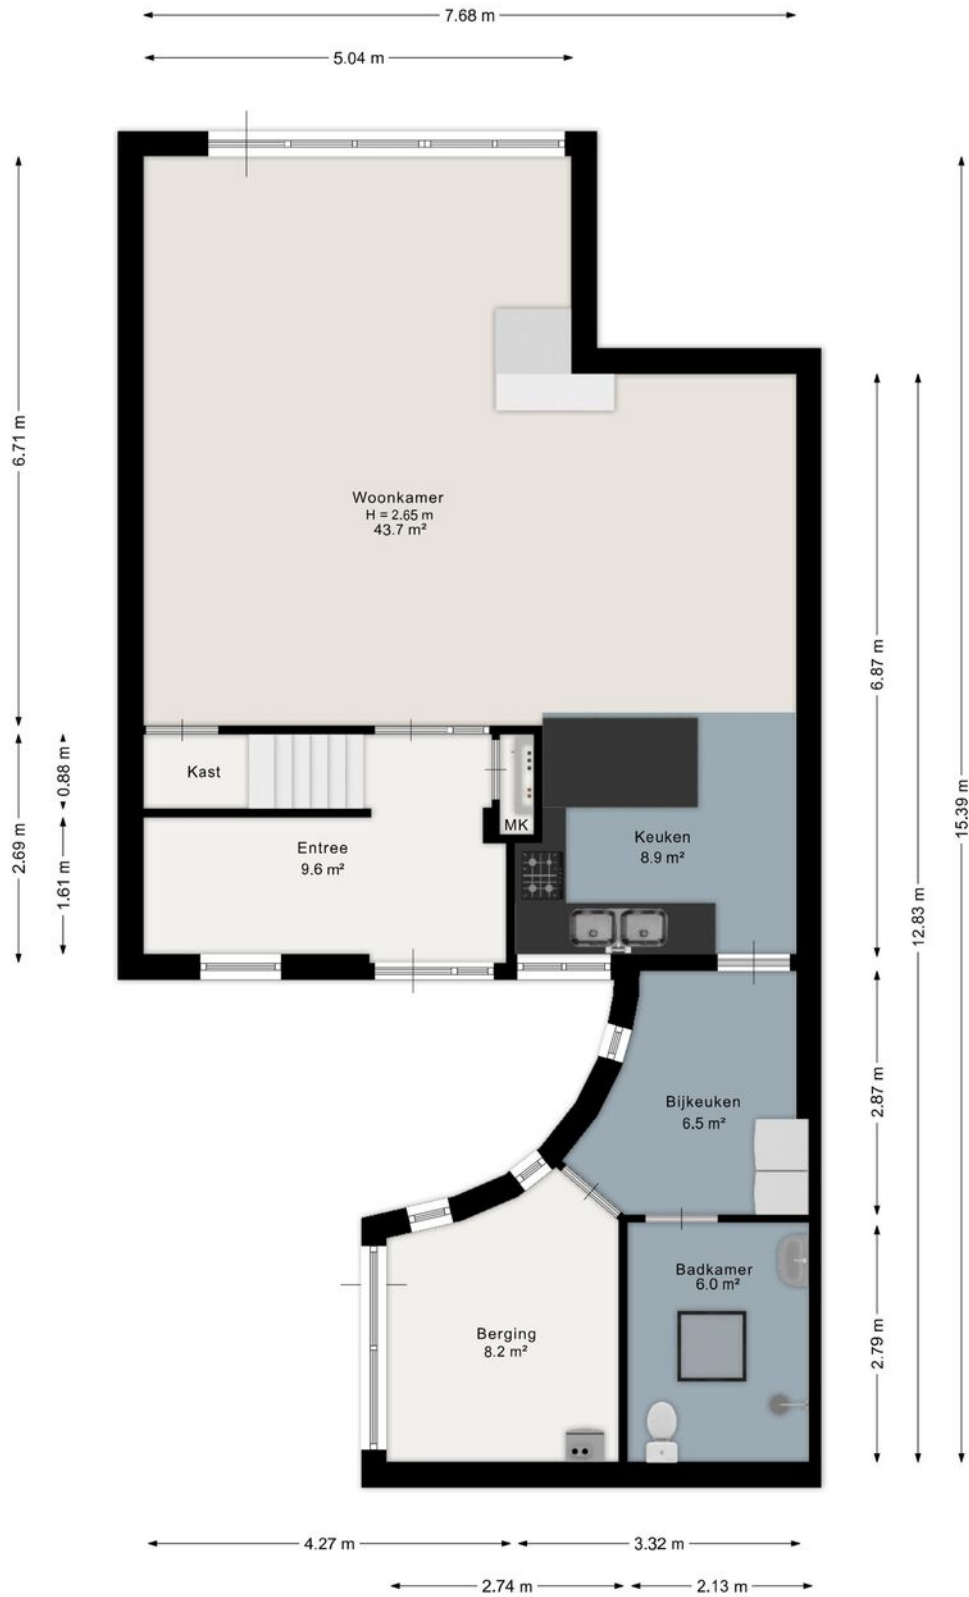 7.68 m
5.04 m
6.71 m
Woonkamer
H = 2.65 m
43.7 m²
6.87 m
12.83 m
15.39 m
2.69 m
0.88 m
1.61 m
Kast
MK
Entree
9.6 m²
Keuken
8.9 m²
Bijkeuken
6.5 m²
2.87 m
Badkamer
6.0 m²
Berging
8.2 m²
2.79 m
4.27 m
3.32 m
2.74 m
2.13 m